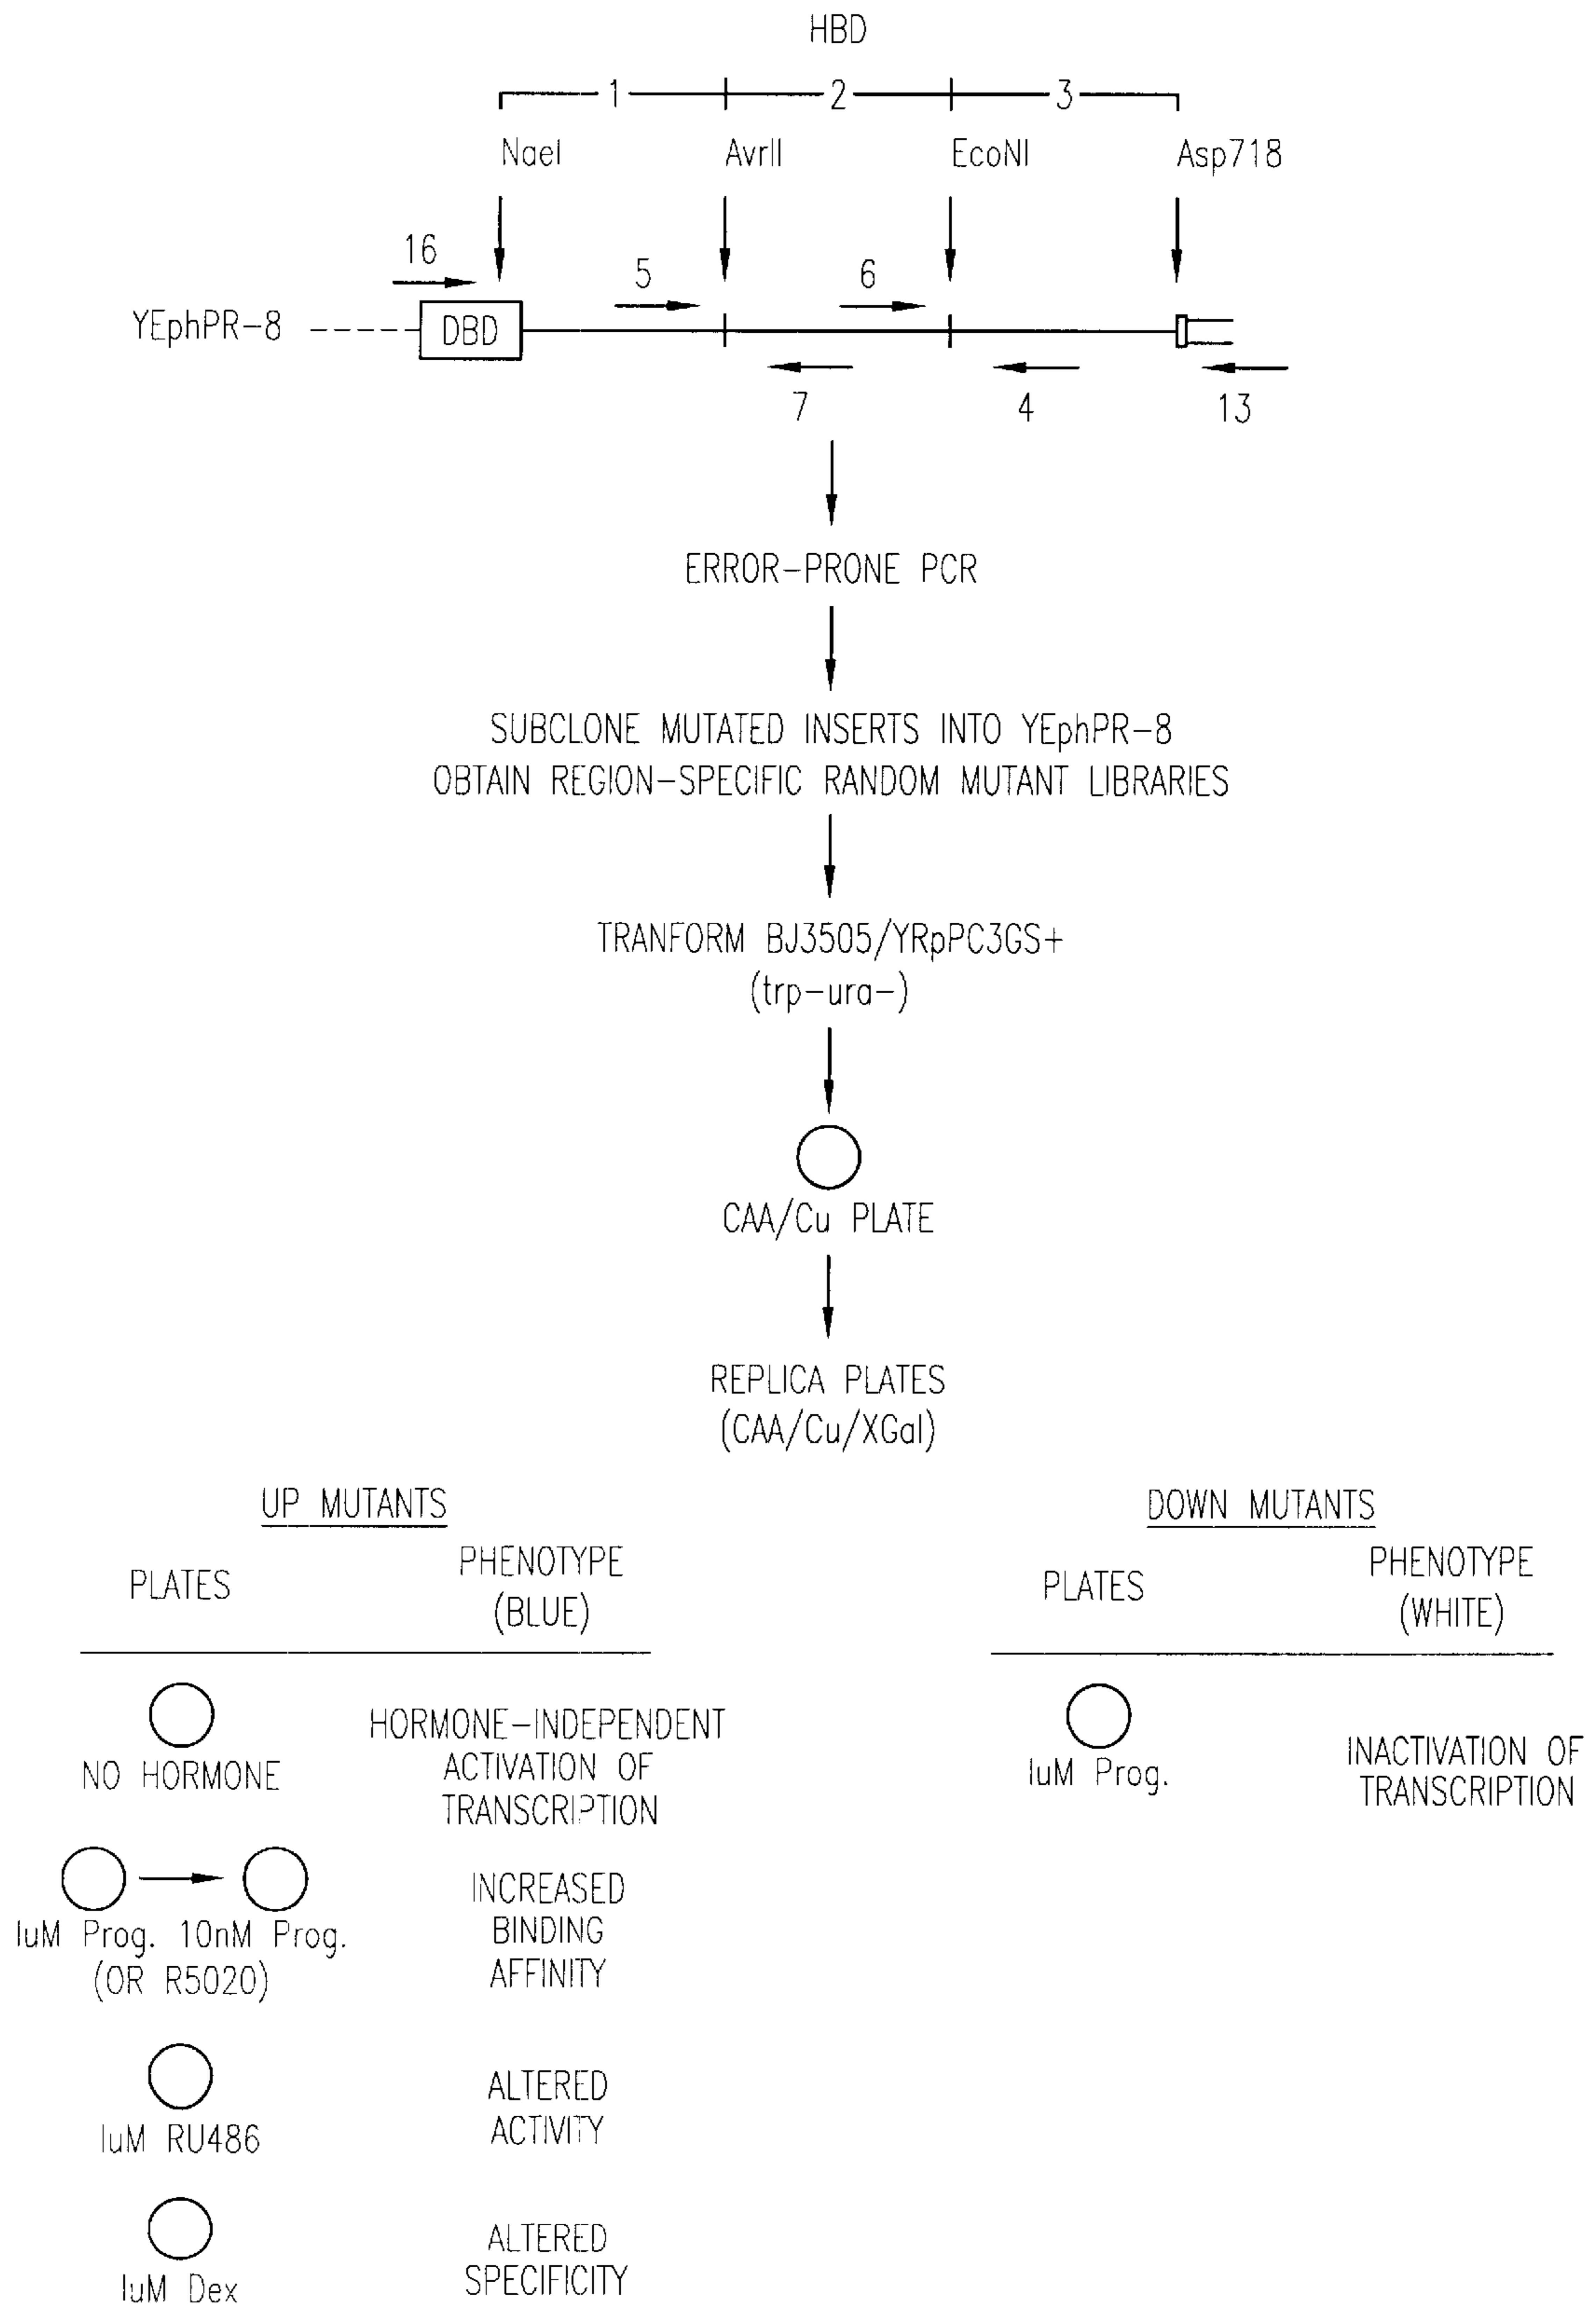 HBD
1 2 3
NaeI AvrII EcoNI Asp718
16 5 6
YEphPR-8 DBD
7 4 13
ERROR-PRONE PCR
SUBCLONE MUTATED INSERTS INTO YEphPR-8
OBTAIN REGION-SPECIFIC RANDOM MUTANT LIBRARIES
TRANFORM BJ3505/YRpPC3GS+
(trp-ura-)
CAA/Cu PLATE
REPLICA PLATES
(CAA/Cu/XGal)
UP MUTANTS
PLATES
PHENOTYPE
(BLUE)
NO HORMONE
HORMONE-INDEPENDENT
ACTIVATION OF
TRANSCRIPTION
IuM Prog. 10nM Prog.
(OR R5020)
INCREASED
BINDING
AFFINITY
IuM RU486
ALTERED
ACTIVITY
IuM Dex
ALTERED
SPECIFICITY
DOWN MUTANTS
PLATES
PHENOTYPE
(WHITE)
IuM Prog.
INACTIVATION OF
TRANSCRIPTION